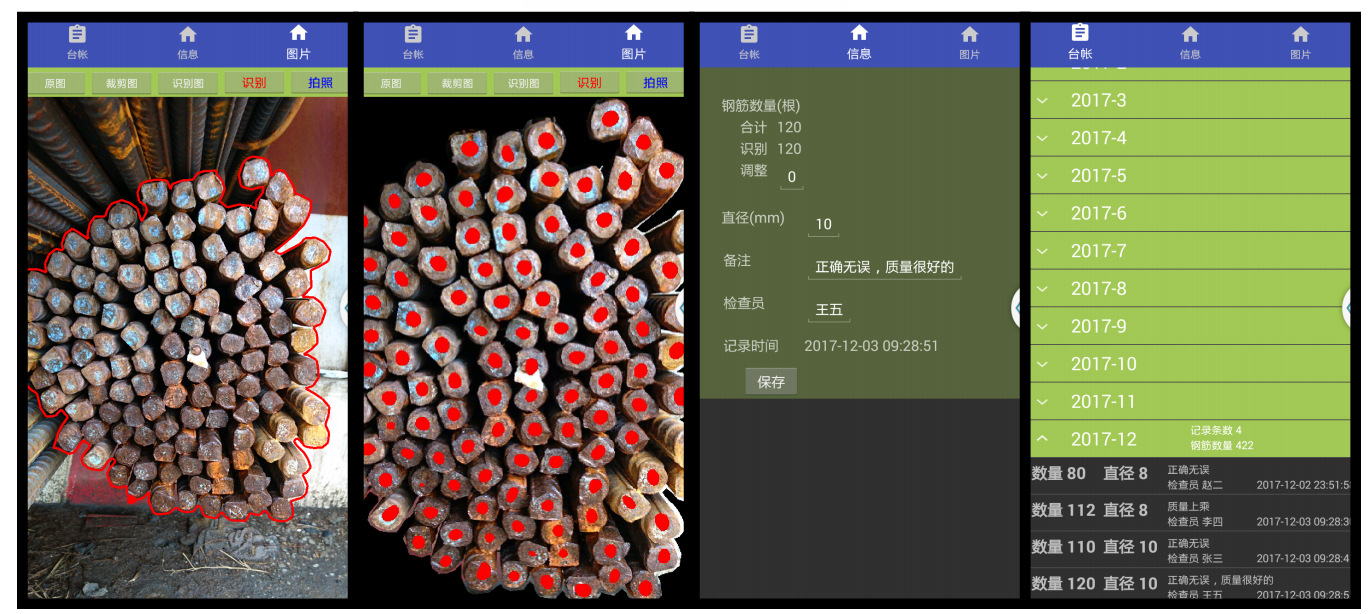 台帐 信息 图片
原图 裁剪图 识别图 识别 拍照
台帐 信息 图片
原图 裁剪图 识别图 识别 拍照
台帐 信息 图片
钢筋数量(根)
合计 120
识别 120
调整 0
直径(mm) 10
备注 正确无误，质量很好的
检查员 王五
记录时间 2017-12-03 09:28:51
保存
台帐 信息 图片
2017-3
2017-4
2017-5
2017-6
2017-7
2017-8
2017-9
2017-10
2017-11
2017-12 记录条数 4
钢筋数量 422
数量 80 直径 8 正确无误
检查员 赵二 2017-12-02 23:51:5
数量 112 直径 8 质量上乘
检查员 李四 2017-12-03 09:28:3
数量 110 直径 10 正确无误
检查员 张三 2017-12-03 09:28:4
数量 120 直径 10 正确无误，质量很好的
检查员 王五 2017-12-03 09:28:5